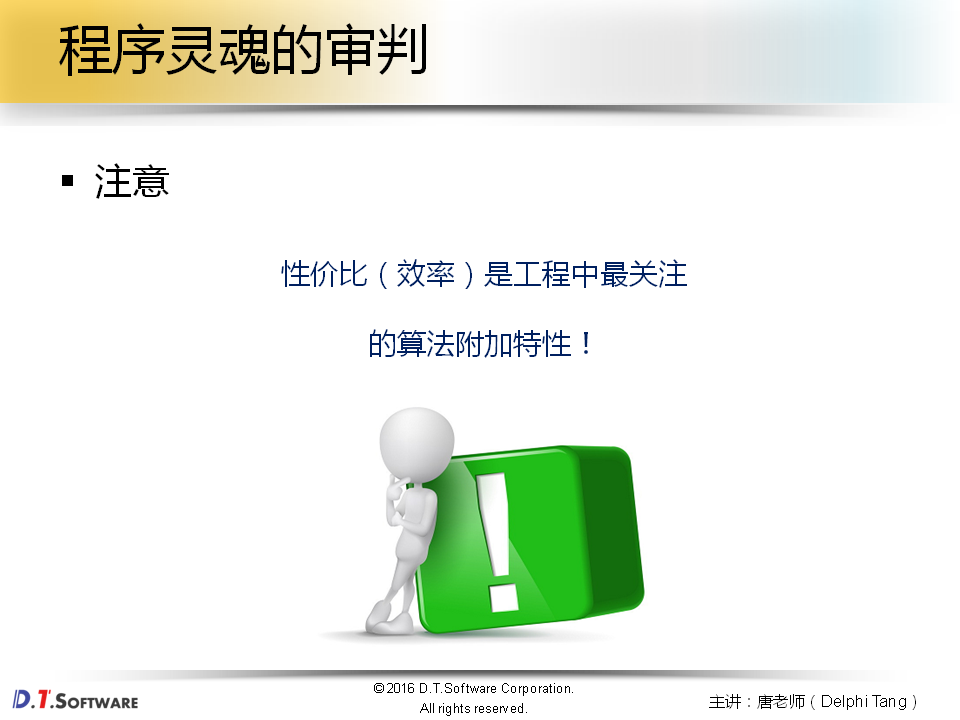 程序灵魂的审判
▪ 注意
性价比（效率）是工程中最关注
的算法附加特性！
!
D.T.SOFTWARE
©2016 D.T.Software Corporation.
All rights reserved.
主讲：唐老师（Delphi Tang）